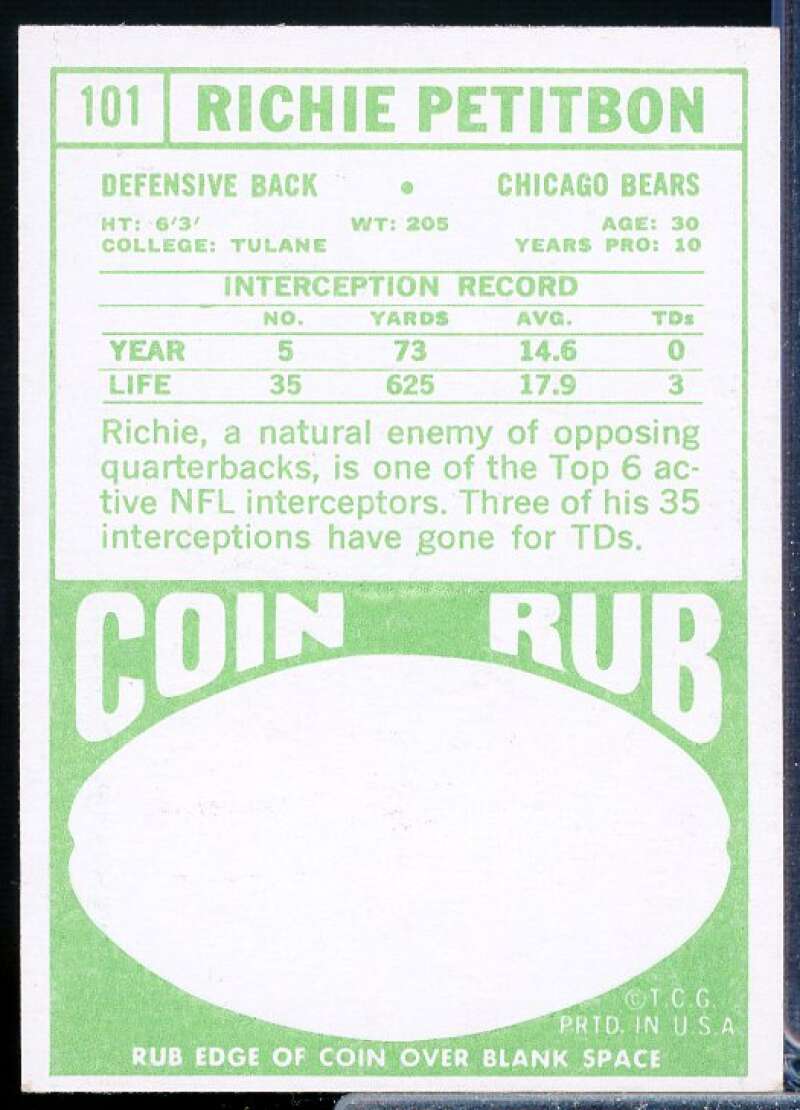 101 RICHIE PETITBON
DEFENSIVE BACK • CHICAGO BEARS
HT: 6'3' WT: 205 AGE: 30
COLLEGE: TULANE YEARS PRO: 10
INTERCEPTION RECORD
NO. YARDS AVG. TDs
YEAR 5 73 14.6 0
LIFE 35 625 17.9 3
Richie, a natural enemy of opposing
quarterbacks, is one of the Top 6 ac-
tive NFL interceptors. Three of his 35
interceptions have gone for TDs.
COIN RUB
©T.C.G.
PRTD. IN U.S.A
RUB EDGE OF COIN OVER BLANK SPACE